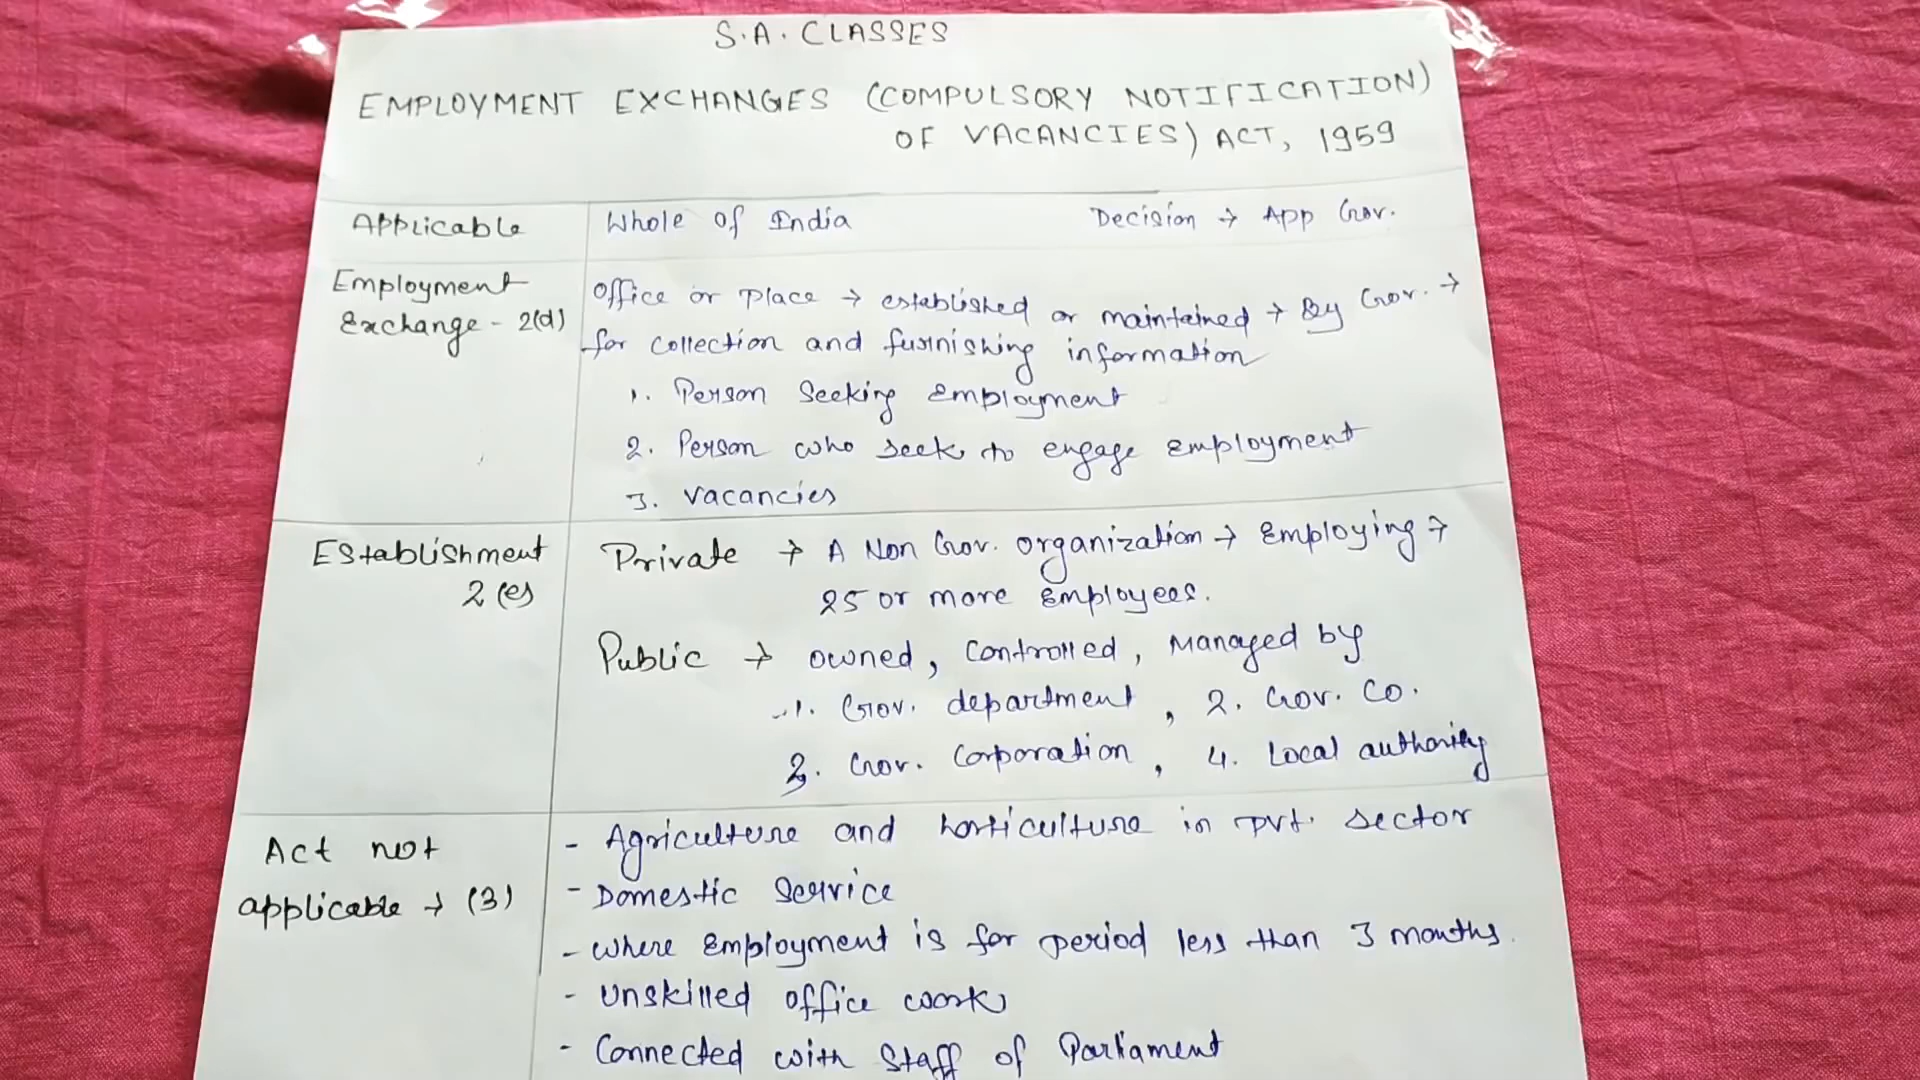 S.A. CLASSES
EMPLOYMENT EXCHANGES (COMPULSORY NOTIFICATION)
OF VACANCIES) ACT, 1959
Applicable
Whole of India Decision → App Gov.
Employment
Exchange - 2(d)
Office or place → established or maintained → By Gov. →
for collection and furnishing information
1. Person seeking Employment
2. Person who seek to engage Employment
3. Vacancies
Establishment
2(e)
Private → A Non Gov. organization → Employing →
25 or more Employees.
Public → owned, controlled, Managed by
1. Gov. department, 2. Gov. Co.
3. Gov. Corporation, 4. Local authority
Act not
applicable → (3)
- Agriculture and horticulture in pvt. sector
- Domestic Service
- Where Employment is for period less than 3 months.
- Unskilled office work
- Connected with Staff of Parliament